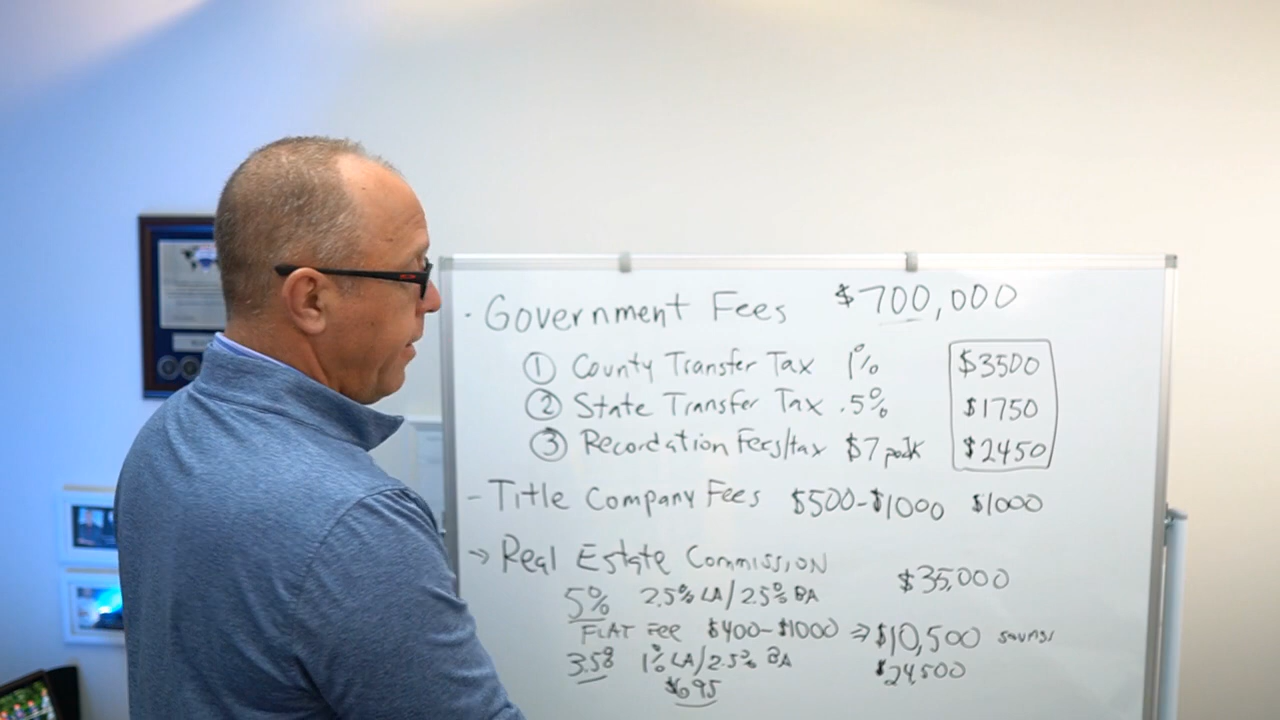 · Government Fees $700,000
① County Transfer Tax 1% $3500
② State Transfer Tax .5% $1750
③ Recordation Fees/tax $7 per K $2450
- Title Company Fees $500-$1000 $1000
→ Real Estate Commission $35,000
5% 2.5% LA/2.5% BA
FLAT Fee $400-$1000 ⇒ $10,500 savings
3.5% 1% LA/2.5% BA $24,500
$695